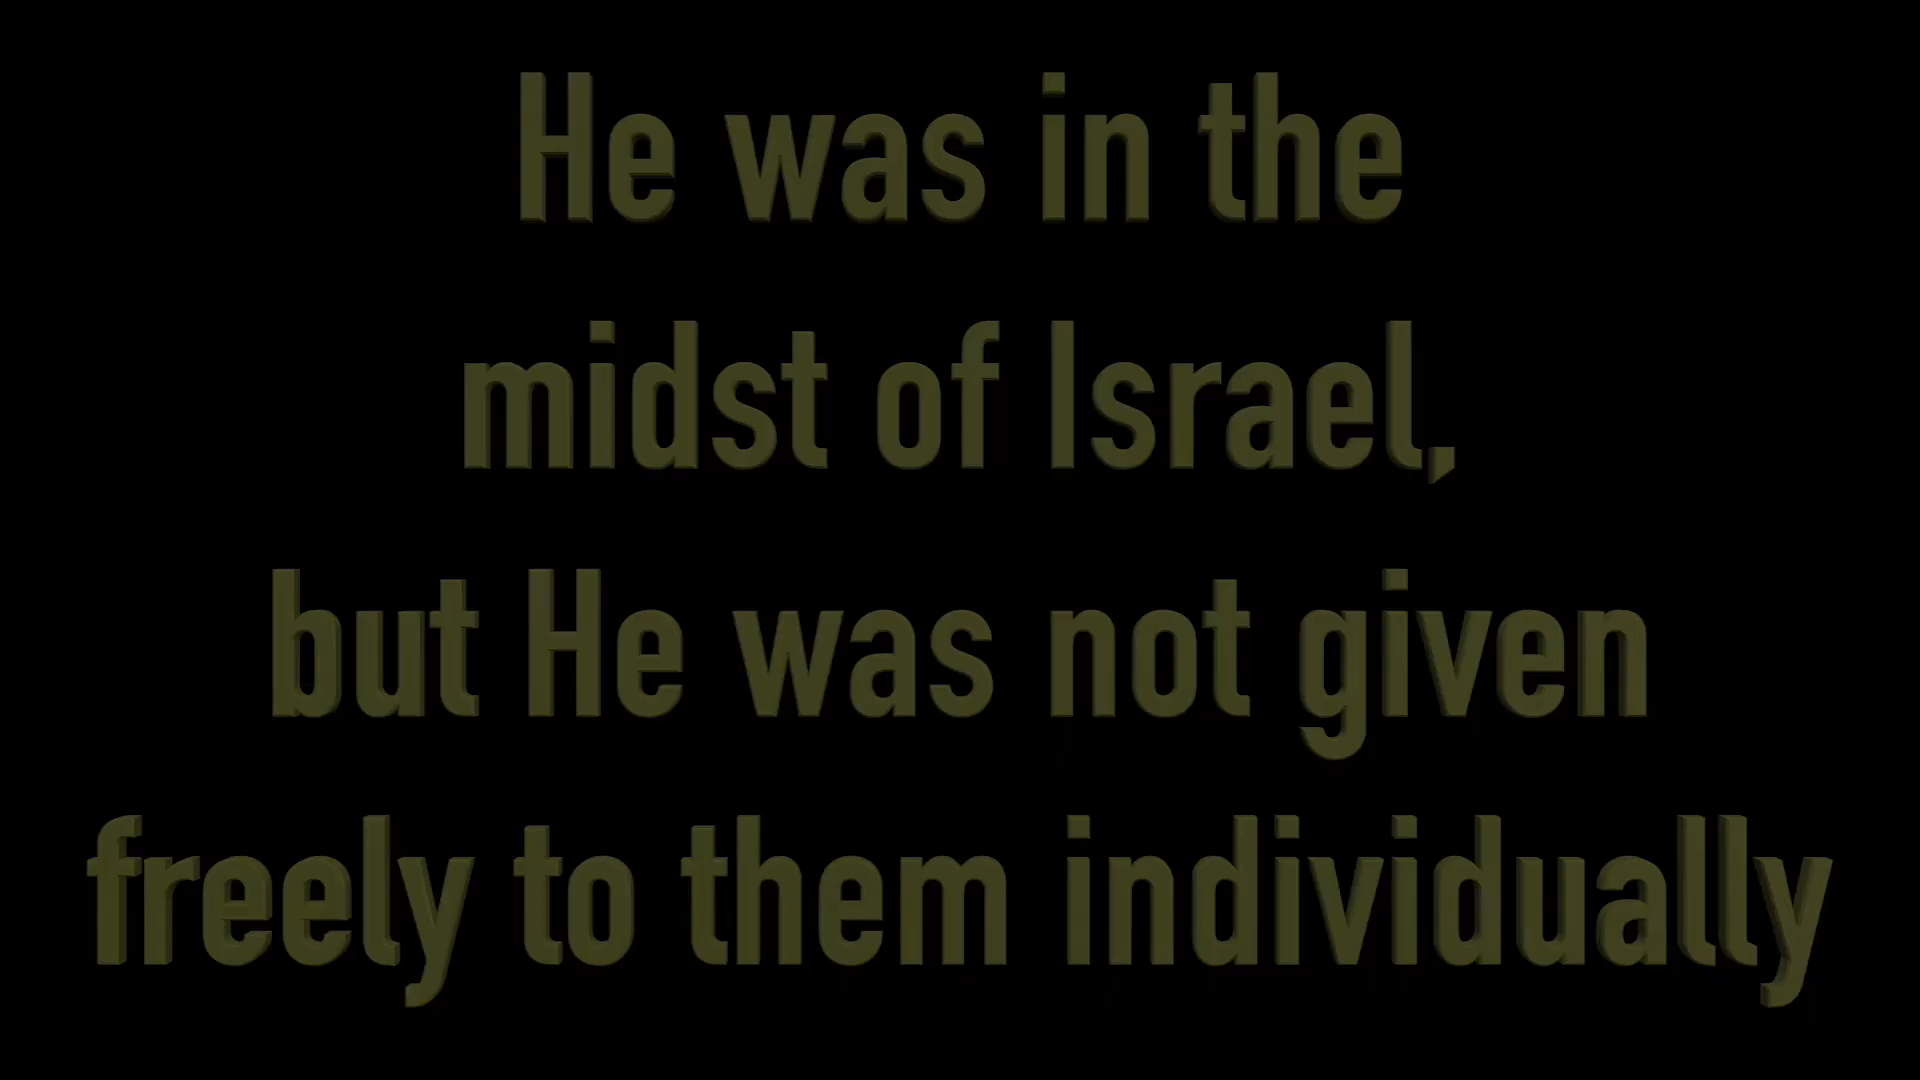 He was in the
midst of Israel,
but He was not given
freely to them individually